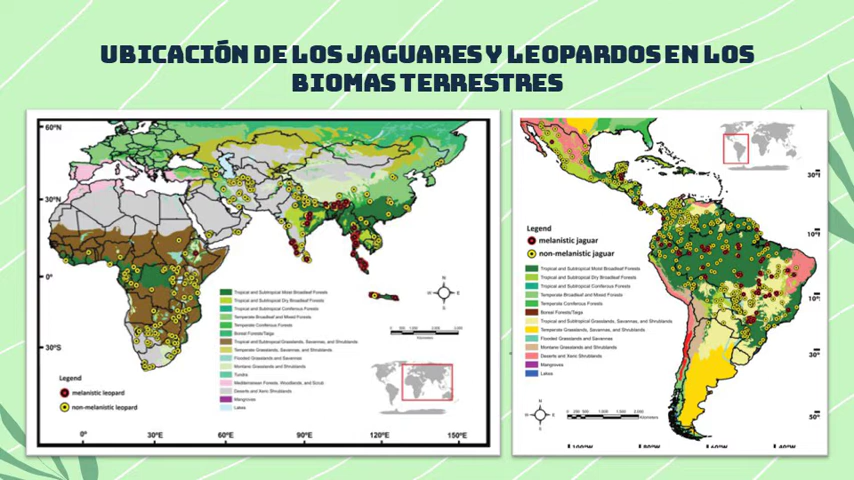 UBICACIÓN DE LOS JAGUARES Y LEOPARDOS EN LOS
BIOMAS TERRESTRES
60°N
30°N
0°
30°S
Legend
melanistic leopard
non-melanistic leopard
Tropical and Subtropical Moist Broadleaf Forests
Tropical and Subtropical Dry Broadleaf Forests
Tropical and Subtropical Coniferous Forests
Temperate Broadleaf and Mixed Forests
Temperate Coniferous Forests
Boreal Forests/Taiga
Tropical and Subtropical Grasslands, Savannas, and Shrublands
Temperate Grasslands, Savannas, and Shrublands
Flooded Grasslands and Savannas
Montane Grasslands and Shrublands
Tundra
Mediterranean Forests, Woodlands, and Scrub
Deserts and Xeric Shrublands
Mangroves
Lakes
N
W E
S
0° 30°E 60°E 90°E 120°E 150°E
30°
10°
10°
30°
50°
Legend
melanistic jaguar
non-melanistic jaguar
Tropical and Subtropical Moist Broadleaf Forests
Tropical and Subtropical Dry Broadleaf Forests
Tropical and Subtropical Coniferous Forests
Temperate Broadleaf and Mixed Forests
Temperate Coniferous Forests
Boreal Forests/Taiga
Tropical and Subtropical Grasslands, Savannas, and Shrublands
Temperate Grasslands, Savannas, and Shrublands
Flooded Grasslands and Savannas
Montane Grasslands and Shrublands
Deserts and Xeric Shrublands
Mangroves
Lakes
N
W E
S